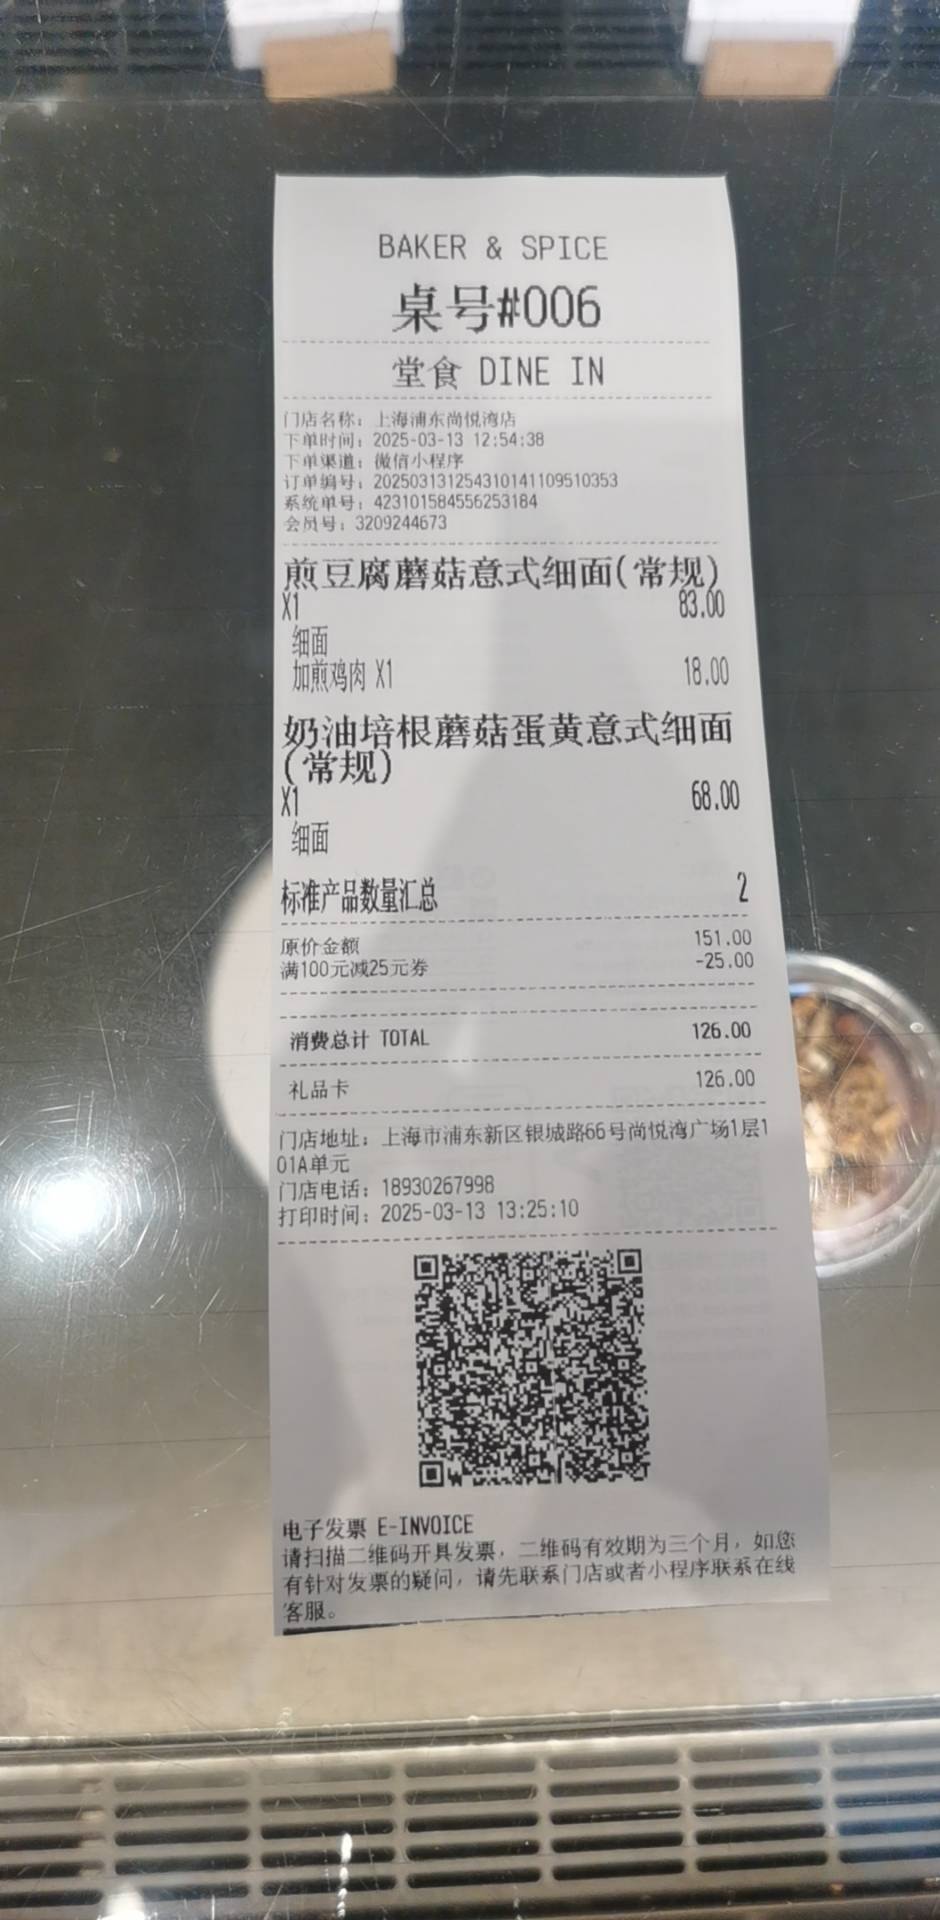 BAKER & SPICE
桌号#006
堂食 DINE IN
门店名称: 上海浦东尚悦湾店
下单时间: 2025-03-13 12:54:38
下单渠道: 微信小程序
订单编号: 202503131254310141109510353
系统单号: 423101584556253184
会员号: 3209244673
煎豆腐蘑菇意式细面(常规)
X1 83.00
细面
加煎鸡肉 X1 18.00
奶油培根蘑菇蛋黄意式细面
(常规)
X1 68.00
细面
标准产品数量汇总 2
原价金额 151.00
满100元减25元券 -25.00
消费总计 TOTAL 126.00
礼品卡 126.00
门店地址: 上海市浦东新区银城路66号尚悦湾广场1层1
01A单元
门店电话: 18930267998
打印时间: 2025-03-13 13:25:10
电子发票 E-INVOICE
请扫描二维码开具发票, 二维码有效期为三个月, 如您
有针对发票的疑问, 请先联系门店或者小程序联系在线
客服。